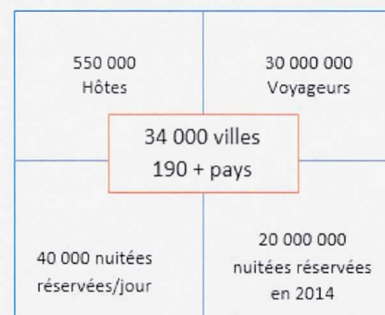 550 000
Hôtes
30 000 000
Voyageurs
34 000 villes
190 + pays
40 000 nuitées
réservées/jour
20 000 000
nuitées réservées
en 2014